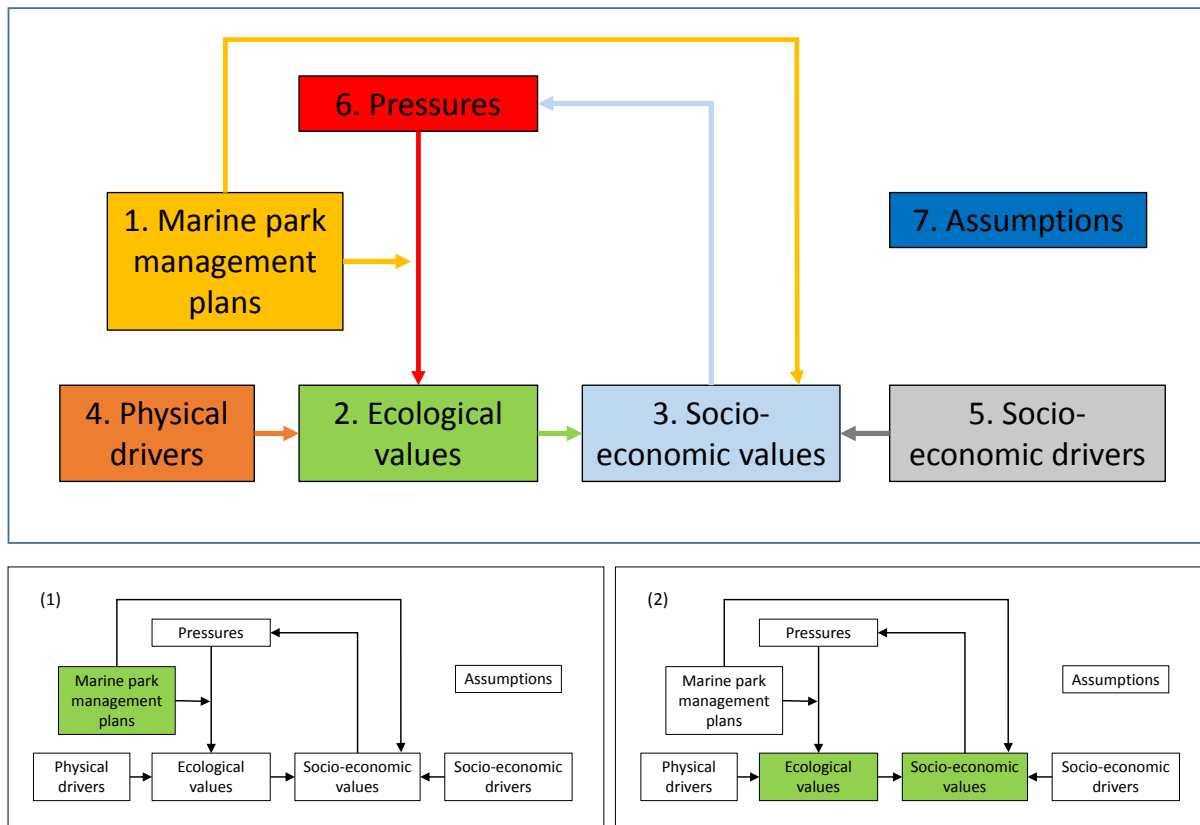 6. Pressures
1. Marine park
management
plans
7. Assumptions
4. Physical
drivers
2. Ecological
values
3. Socio-
economic values
5. Socio-
economic drivers
(1)
Pressures
Marine park
management
plans
Assumptions
Physical
drivers
Ecological
values
Socio-economic
values
Socio-economic
drivers
(2)
Pressures
Marine park
management
plans
Assumptions
Physical
drivers
Ecological
values
Socio-economic
values
Socio-economic
drivers